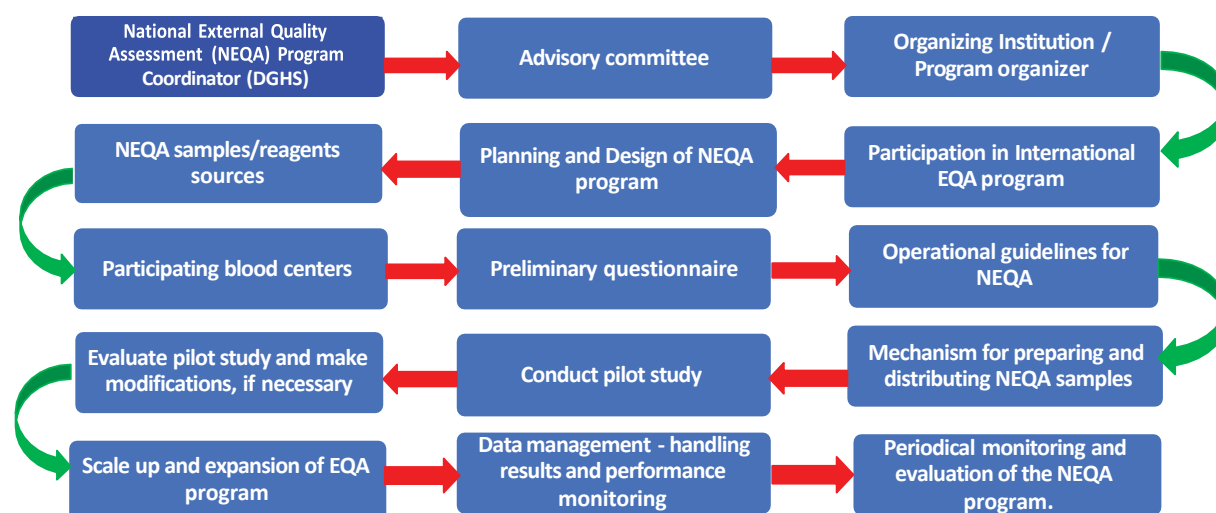 National External Quality
Assessment (NEQA) Program
Coordinator (DGHS)
Advisory committee
Organizing Institution /
Program organizer
NEQA samples/reagents
sources
Planning and Design of NEQA
program
Participation in International
EQA program
Participating blood centers
Preliminary questionnaire
Operational guidelines for
NEQA
Evaluate pilot study and make
modifications, if necessary
Conduct pilot study
Mechanism for preparing and
distributing NEQA samples
Scale up and expansion of EQA
program
Data management - handling
results and performance
monitoring
Periodical monitoring and
evaluation of the NEQA
program.